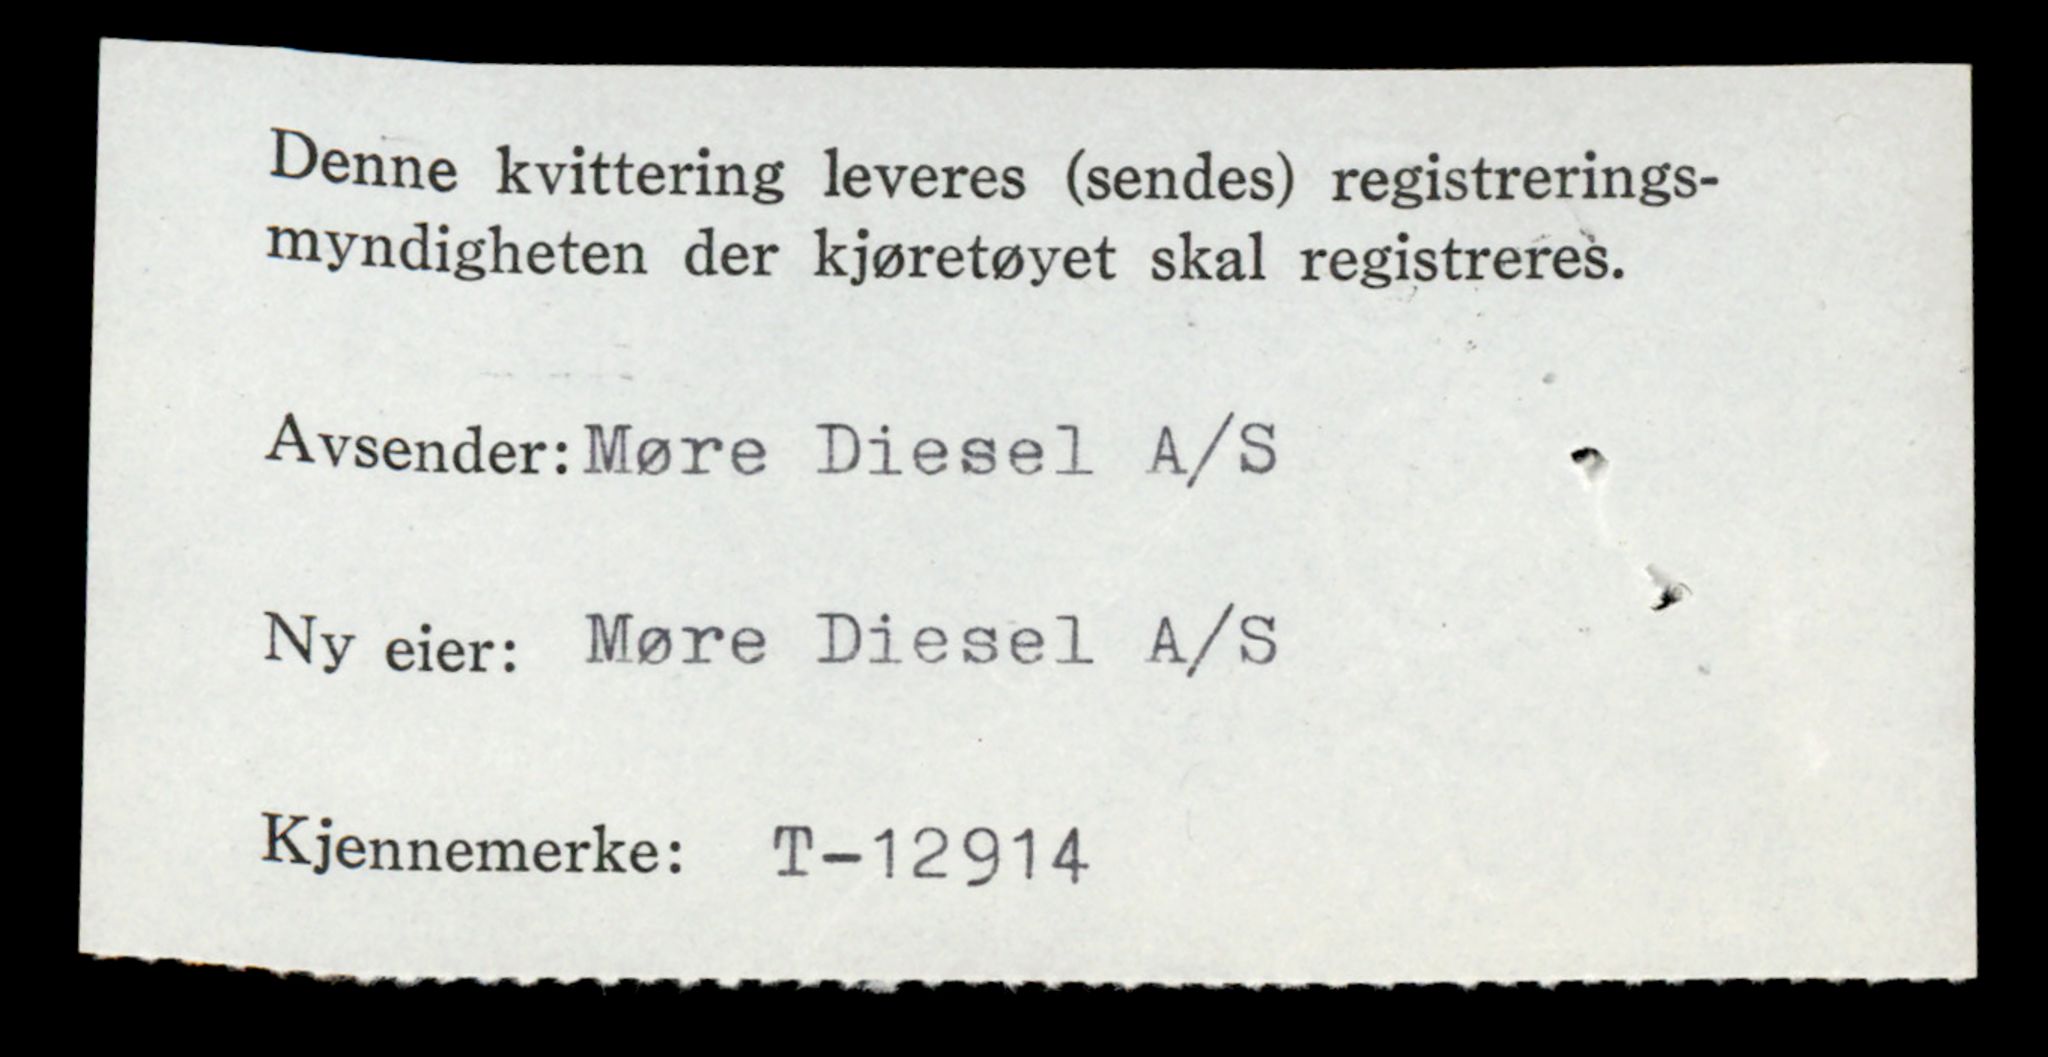 Denne kvittering leveres (sendes) registrerings-
myndigheten der kjøretøyet skal registreres.
Avsender: Møre Diesel A/S
Ny eier: Møre Diesel A/S
Kjennemerke: T-12914